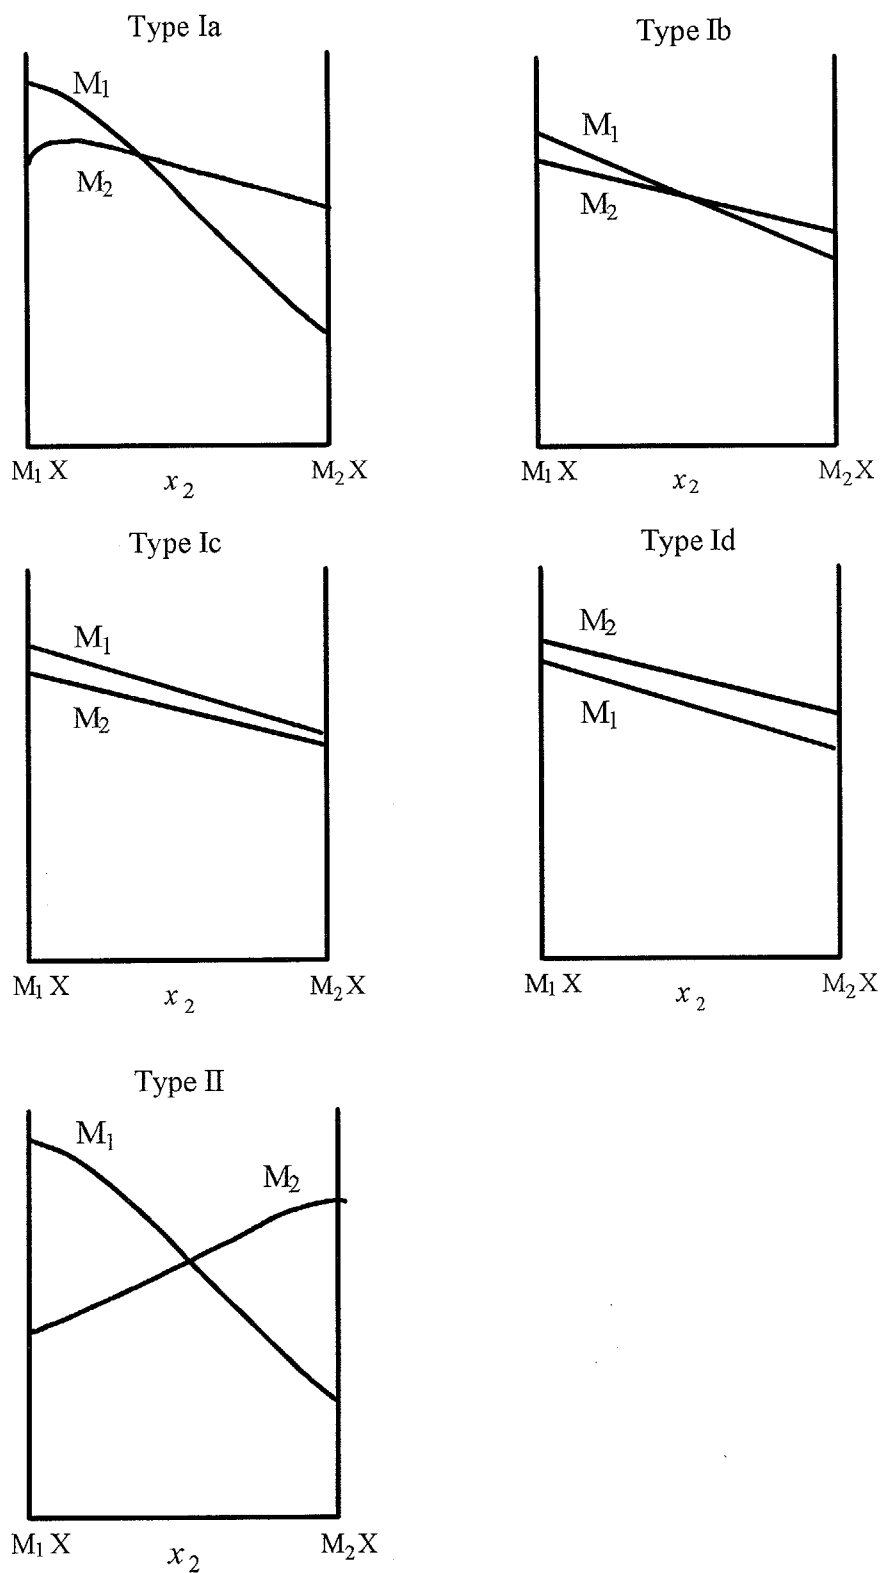 Type Ia
M₁
M₂
M₁ X
x₂
M₂ X
Type Ib
M₁
M₂
M₁ X
x₂
M₂ X
Type Ic
M₁
M₂
M₁ X
x₂
M₂ X
Type Id
M₂
M₁
M₁ X
x₂
M₂ X
Type II
M₁
M₂
M₁ X
x₂
M₂ X